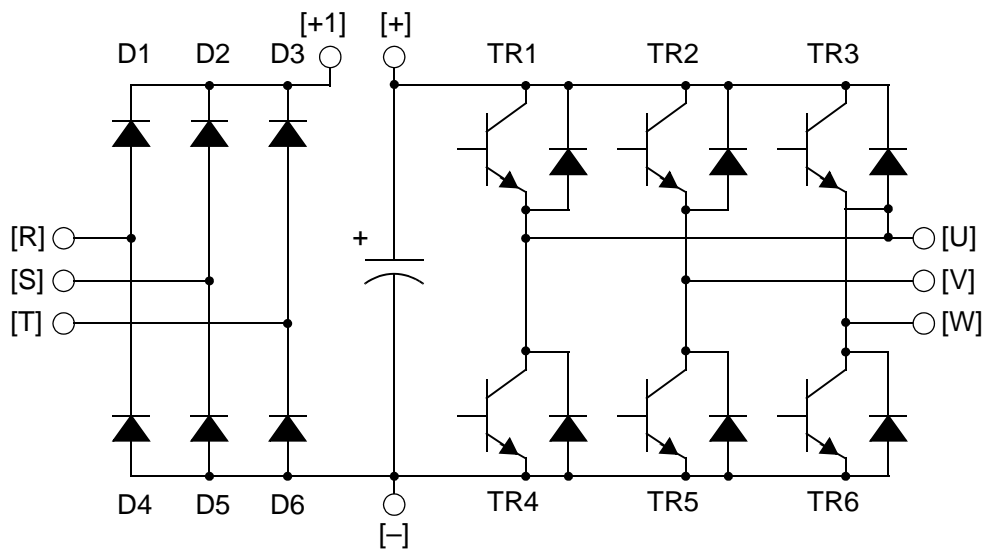 [+1] [+]
D1 D2 D3 TR1 TR2 TR3
[R] + [U]
[S] [V]
[T] [W]
D4 D5 D6 TR4 TR5 TR6
[–]